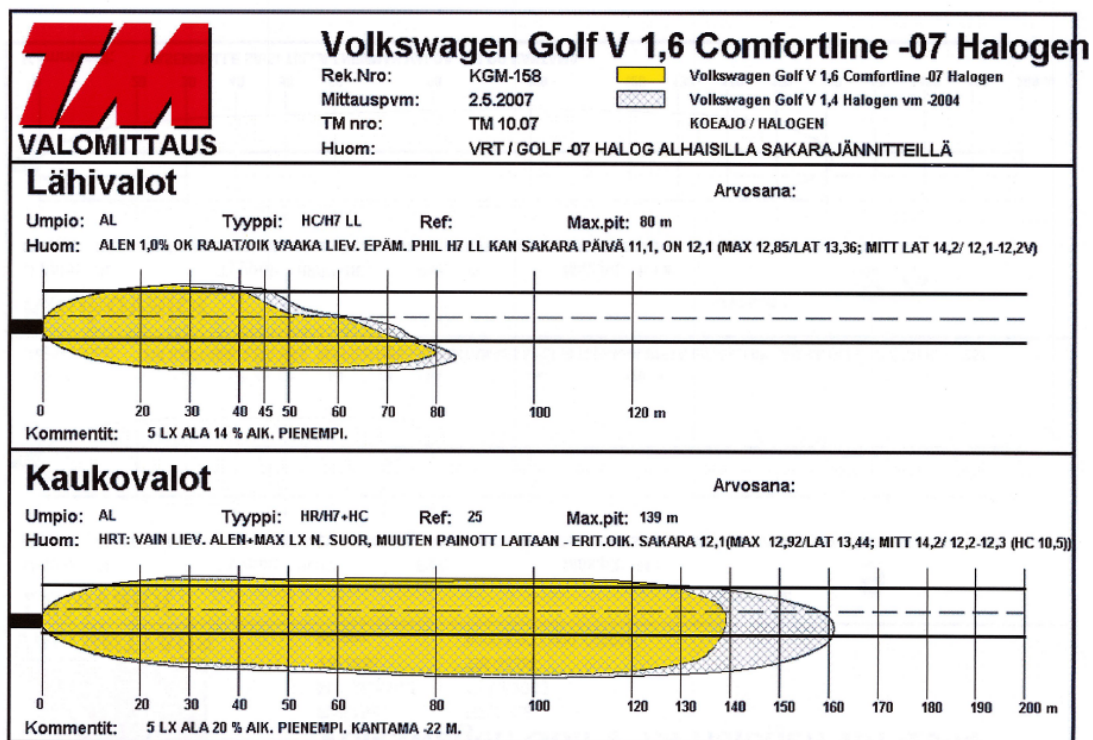 TM
VALOMITTAUS
Volkswagen Golf V 1,6 Comfortline -07 Halogen
Rek.Nro: KGM-158 Volkswagen Golf V 1,6 Comfortline -07 Halogen
Mittauspvm: 2.5.2007 Volkswagen Golf V 1,4 Halogen vm -2004
TM nro: TM 10.07 KOEAJO / HALOGEN
Huom: VRT / GOLF -07 HALOG ALHAISILLA SAKARAJÄNNITTEILLÄ
Lähivalot Arvosana:
Umpio: AL Tyyppi: HC/H7 LL Ref: Max.pit: 80 m
Huom: ALEN 1,0% OK RAJAT/OIK VAAKA LIEV. EPÄM. PHIL H7 LL KAN SAKARA PÄIVÄ 11,1, ON 12,1 (MAX 12,85/LAT 13,36; MITT LAT 14,2/ 12,1-12,2V)
0 20 30 40 45 50 60 70 80 100 120 m
Kommentit: 5 LX ALA 14 % AIK. PIENEMPI.
Kaukovalot Arvosana:
Umpio: AL Tyyppi: HR/H7+HC Ref: 25 Max.pit: 139 m
Huom: HRT: VAIN LIEV. ALEN+MAX LX N. SUOR, MUUTEN PAINOTT LAITAAN - ERIT.OIK. SAKARA 12,1(MAX 12,92/LAT 13,44; MITT 14,2/ 12,2-12,3 (HC 10,5))
0 20 30 40 50 60 70 80 100 120 130 140 150 160 170 180 190 200 m
Kommentit: 5 LX ALA 20 % AIK. PIENEMPI. KANTAMA -22 M.